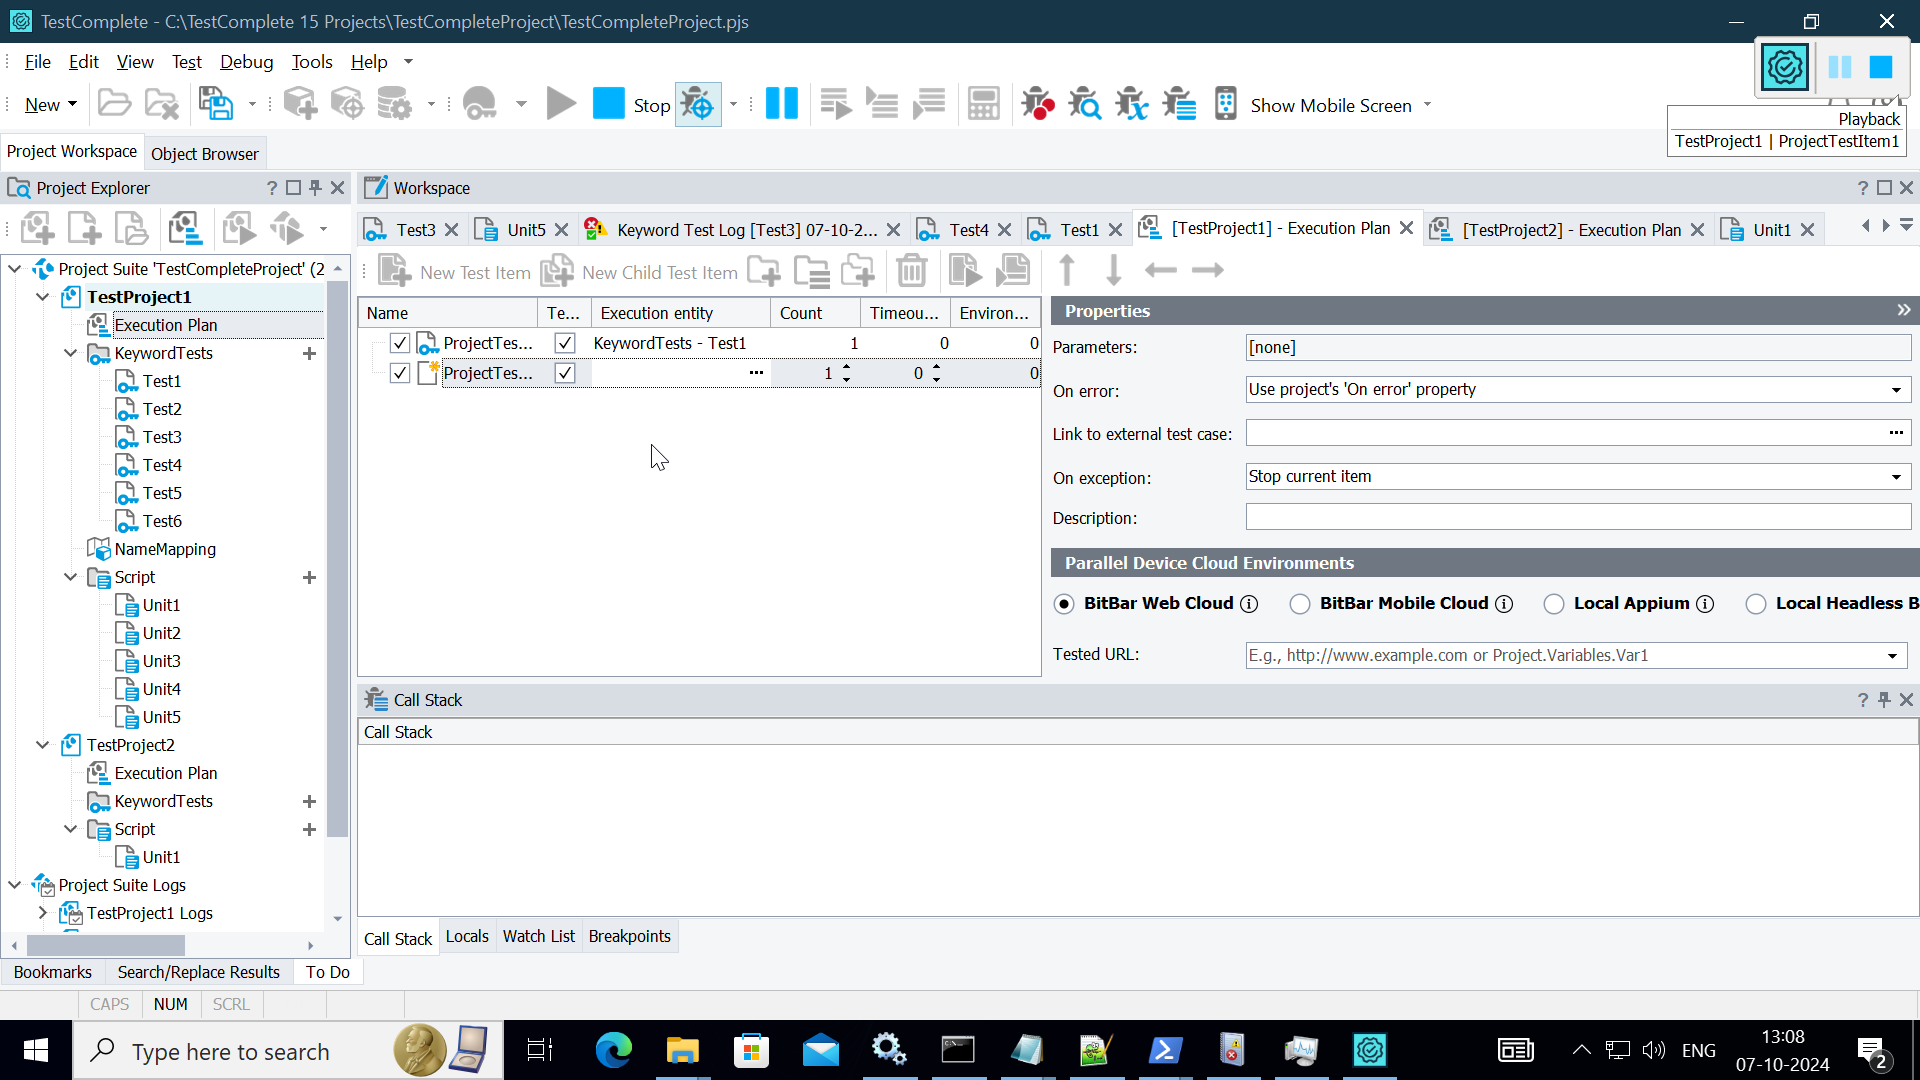 TestComplete - C:\TestComplete 15 Projects\TestCompleteProject\TestCompleteProject.pjs
File Edit View Test Debug Tools Help
New Stop Show Mobile Screen
Playback
TestProject1 | ProjectTestItem1
Project Workspace Object Browser
Project Explorer
Workspace
Test3 Unit5 Keyword Test Log [Test3] 07-10-2... Test4 Test1 [TestProject1] - Execution Plan [TestProject2] - Execution Plan Unit1
New Test Item New Child Test Item
Project Suite 'TestCompleteProject' (2
TestProject1
Execution Plan
KeywordTests
Test1
Test2
Test3
Test4
Test5
Test6
NameMapping
Script
Unit1
Unit2
Unit3
Unit4
Unit5
TestProject2
Execution Plan
KeywordTests
Script
Unit1
Project Suite Logs
TestProject1 Logs
Name Te... Execution entity Count Timeou... Environ...
ProjectTes... KeywordTests - Test1 1 0 0
ProjectTes... ... 1 0 0
Properties
Parameters: [none]
On error: Use project's 'On error' property
Link to external test case: ...
On exception: Stop current item
Description:
Parallel Device Cloud Environments
BitBar Web Cloud BitBar Mobile Cloud Local Appium Local Headless B
Tested URL: E.g., http://www.example.com or Project.Variables.Var1
Call Stack
Call Stack
Call Stack Locals Watch List Breakpoints
Bookmarks Search/Replace Results To Do
CAPS NUM SCRL
Type here to search
ENG
13:08
07-10-2024
2